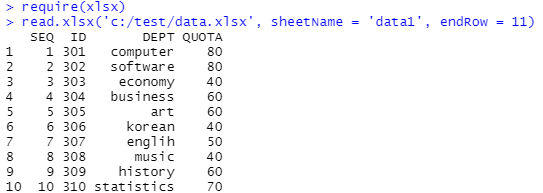 > require(xlsx)
> read.xlsx('c:/test/data.xlsx', sheetName = 'data1', endRow = 11)
SEQ ID DEPT QUOTA
1 1 301 computer 80
2 2 302 software 80
3 3 303 economy 40
4 4 304 business 60
5 5 305 art 60
6 6 306 korean 40
7 7 307 englih 50
8 8 308 music 40
9 9 309 history 60
10 10 310 statistics 70